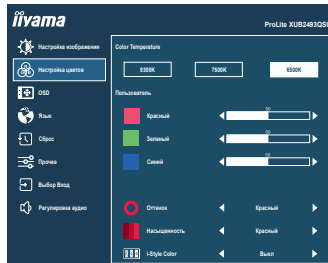 iiyama
ProLite XUB2493QSU
Настройка изображения
Настройка цветов
OSD
Язык
Сброс
Прочее
Выбор Вход
Регулировка аудио
Color Temperature
9300K 7500K 6500K
Пользователь
Красный 50
Зеленый 50
Синий 50
Оттенок Красный
Насыщенность Красный
i-Style Color Выкл